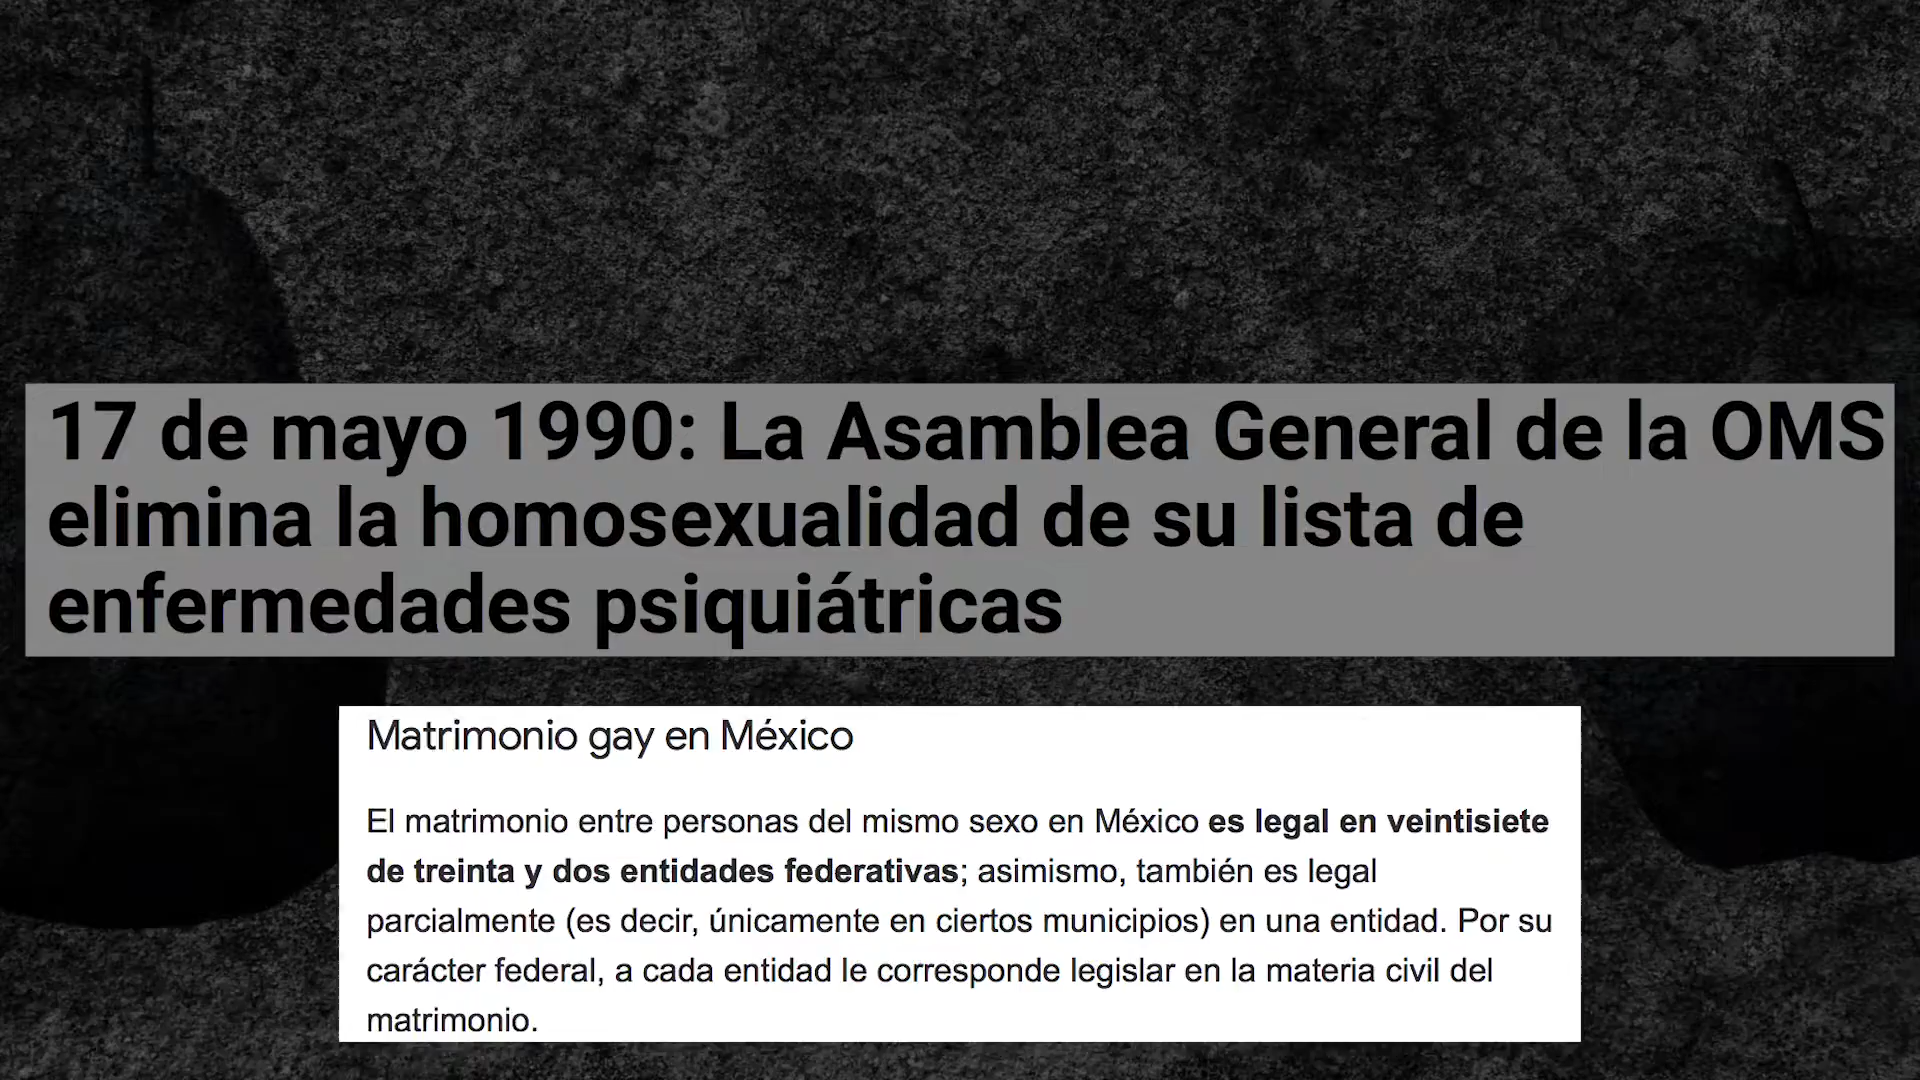 17 de mayo 1990: La Asamblea General de la OMS
elimina la homosexualidad de su lista de
enfermedades psiquiátricas
Matrimonio gay en México
El matrimonio entre personas del mismo sexo en México es legal en veintisiete
de treinta y dos entidades federativas; asimismo, también es legal
parcialmente (es decir, únicamente en ciertos municipios) en una entidad. Por su
carácter federal, a cada entidad le corresponde legislar en la materia civil del
matrimonio.